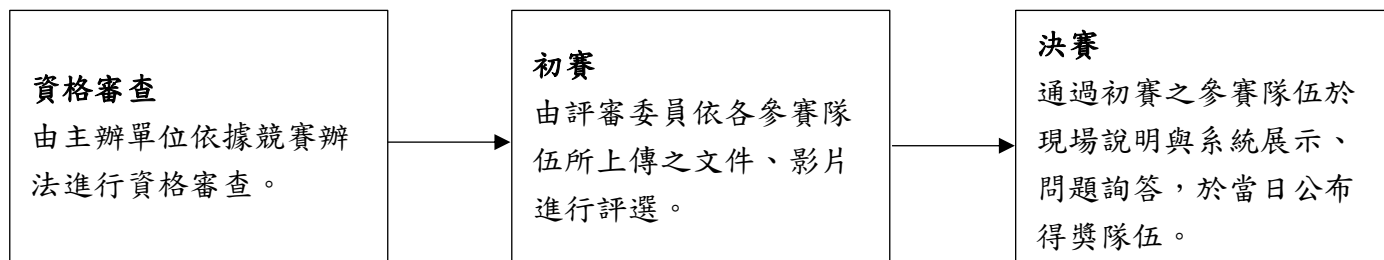 資格審查
由主辦單位依據競賽辦
法進行資格審查。
初賽
由評審委員依各參賽隊
伍所上傳之文件、影片
進行評選。
決賽
通過初賽之參賽隊伍於
現場說明與系統展示、
問題詢答，於當日公布
得獎隊伍。